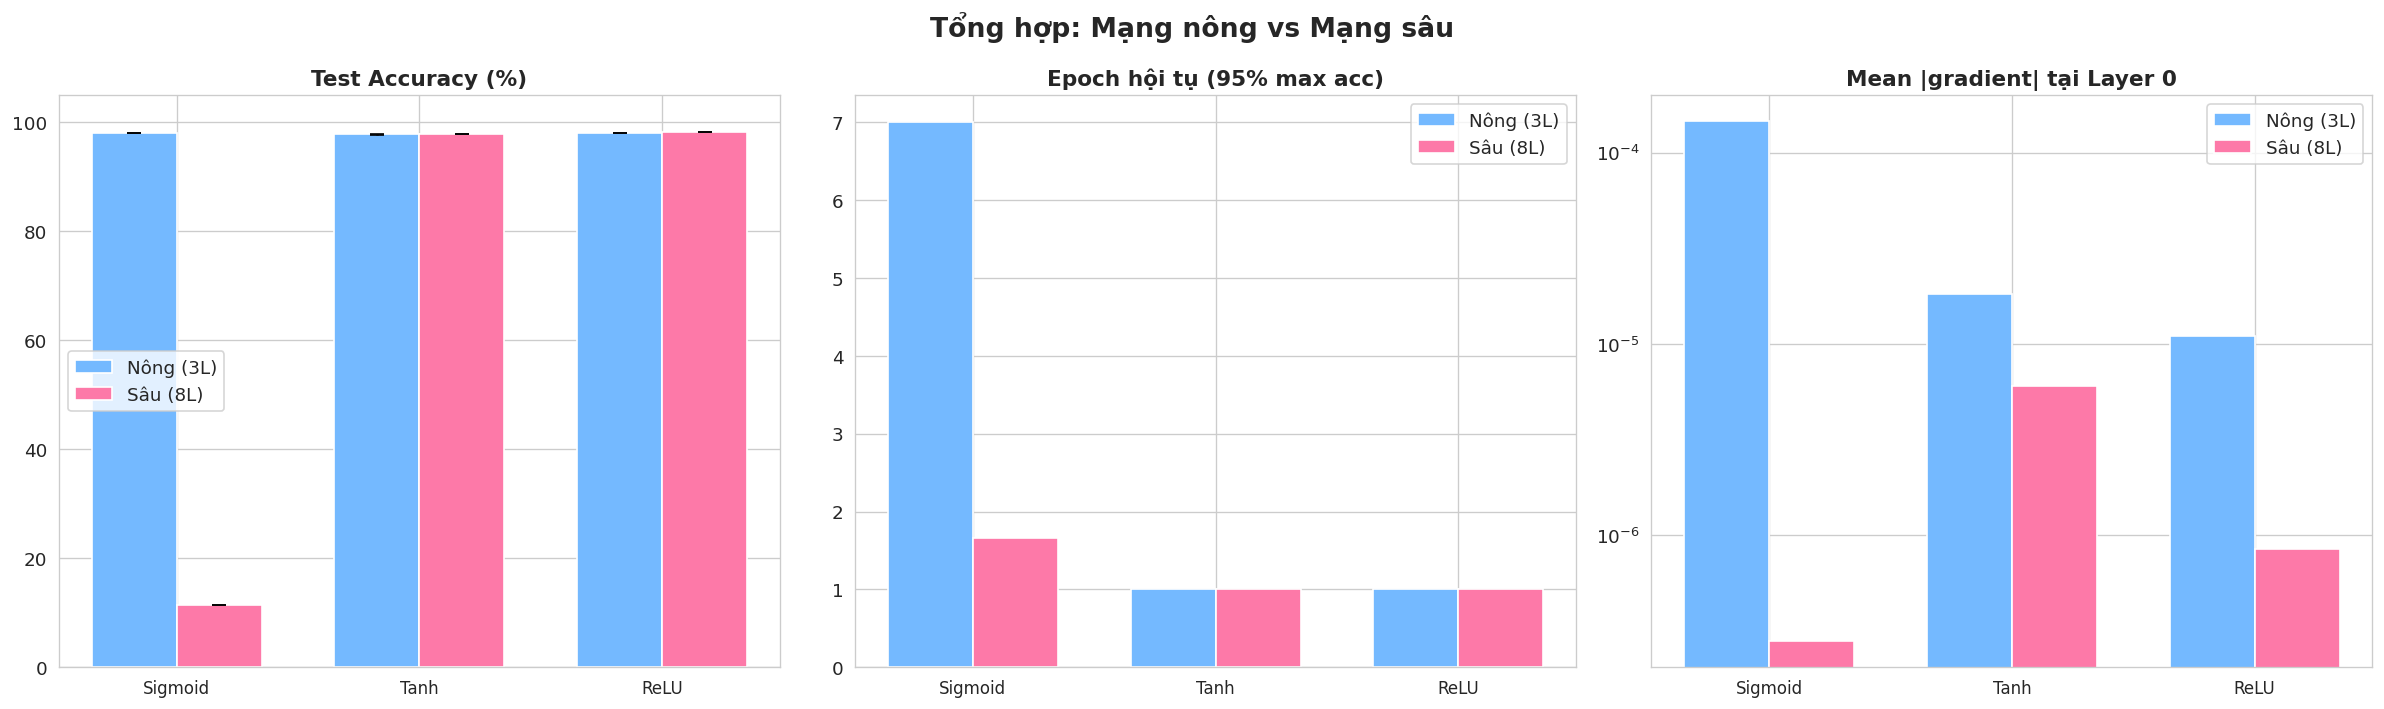 Tổng hợp: Mạng nông vs Mạng sâu
Test Accuracy (%)
100
80
60
40
20
0
Nông (3L)
Sâu (8L)
Sigmoid
Tanh
ReLU
Epoch hội tụ (95% max acc)
7
6
5
4
3
2
1
0
Nông (3L)
Sâu (8L)
Sigmoid
Tanh
ReLU
Mean |gradient| tại Layer 0
10⁻⁴
10⁻⁵
10⁻⁶
Nông (3L)
Sâu (8L)
Sigmoid
Tanh
ReLU